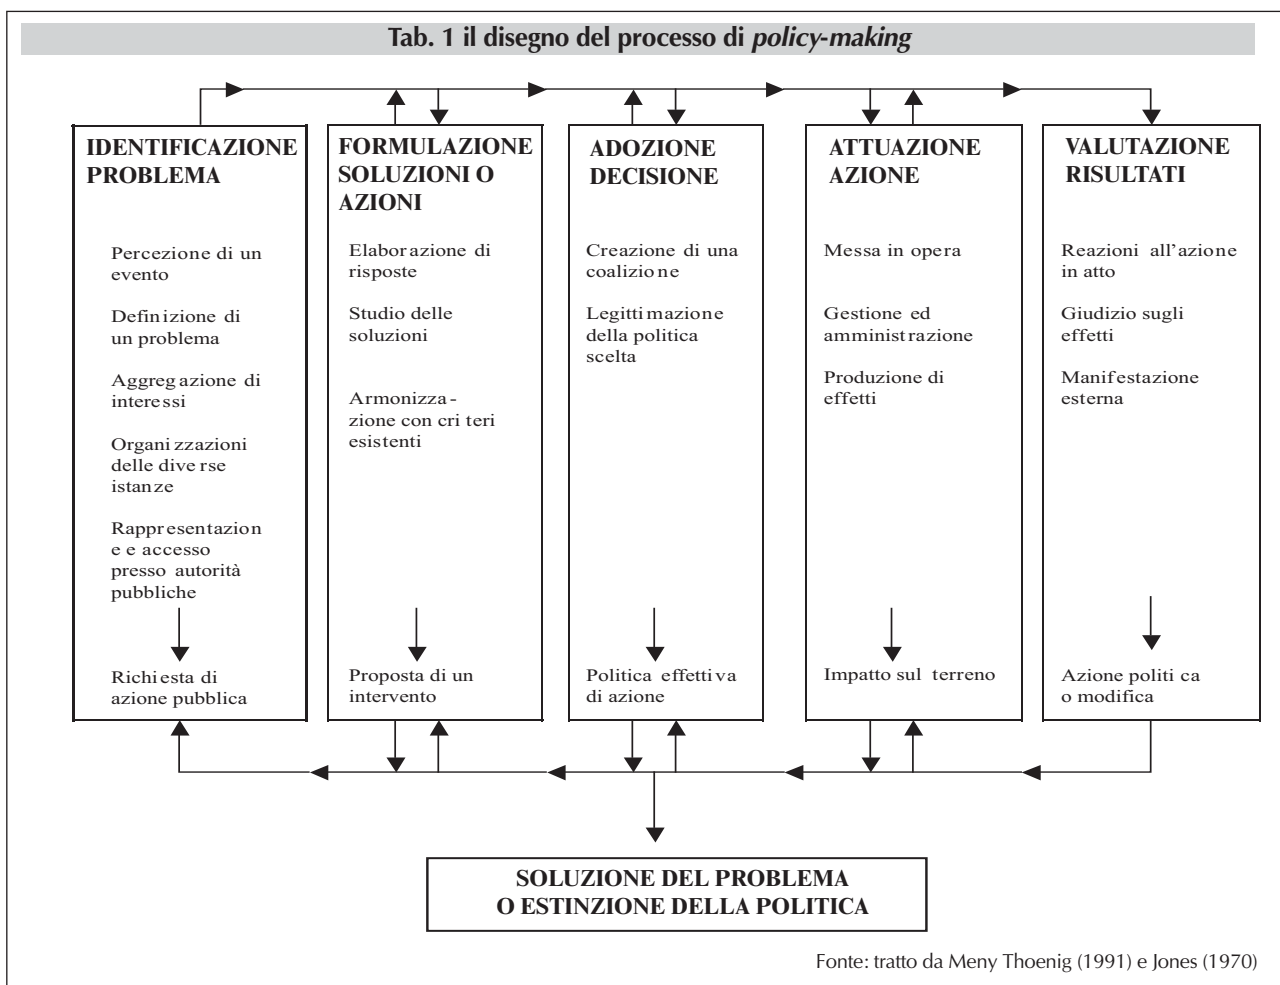 Tab. 1 il disegno del processo di policy-making
IDENTIFICAZIONE
PROBLEMA
Percezione di un
evento
Definizione di
un problema
Aggregazione di
interessi
Organizzazioni
delle diverse
istanze
Rappresentazion
e e accesso
presso autorità
pubbliche
Richiesta di
azione pubblica
FORMULAZIONE
SOLUZIONI O
AZIONI
Elaborazione di
risposte
Studio delle
soluzioni
Armonizza-
zione con criteri
esistenti
Proposta di un
intervento
ADOZIONE
DECISIONE
Creazione di una
coalizione
Legittimazione
della politica
scelta
Politica effettiva
di azione
ATTUAZIONE
AZIONE
Messa in opera
Gestione ed
amministrazione
Produzione di
effetti
Impatto sul terreno
VALUTAZIONE
RISULTATI
Reazioni all'azione
in atto
Giudizio sugli
effetti
Manifestazione
esterna
Azione politica
o modifica
SOLUZIONE DEL PROBLEMA
O ESTINZIONE DELLA POLITICA
Fonte: tratto da Meny Thoenig (1991) e Jones (1970)